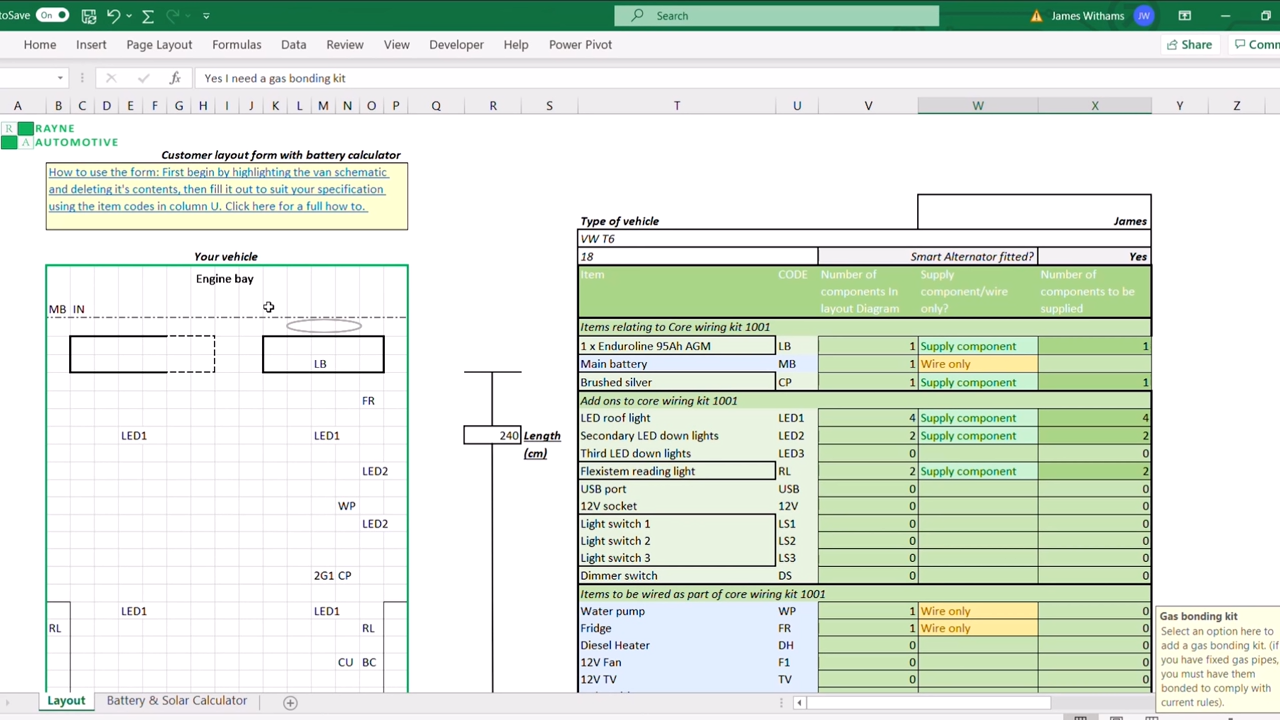 toSave On Search James Withams JW
Home Insert Page Layout Formulas Data Review View Developer Help Power Pivot Share Comm
fx Yes I need a gas bonding kit
A B C D E F G H I J K L M N O P Q R S T U V W X Y Z
R RAYNE
A AUTOMOTIVE
Customer layout form with battery calculator
How to use the form: First begin by highlighting the van schematic
and deleting it's contents, then fill it out to suit your specification
using the item codes in column U. Click here for a full how to.
Your vehicle
Engine bay
MB IN
LB
FR
LED1 LED1
LED2
WP
LED2
2G1 CP
LED1 LED1
RL RL
CU BC
240 Length
(cm)
Type of vehicle James
VW T6
18 Smart Alternator fitted? Yes
Item CODE Number of components In layout Diagram Supply component/wire only? Number of components to be supplied
Items relating to Core wiring kit 1001
1 x Enduroline 95Ah AGM LB 1 Supply component 1
Main battery MB 1 Wire only
Brushed silver CP 1 Supply component 1
Add ons to core wiring kit 1001
LED roof light LED1 4 Supply component 4
Secondary LED down lights LED2 2 Supply component 2
Third LED down lights LED3 0 0
Flexistem reading light RL 2 Supply component 2
USB port USB 0 0
12V socket 12V 0 0
Light switch 1 LS1 0 0
Light switch 2 LS2 0 0
Light switch 3 LS3 0 0
Dimmer switch DS 0 0
Items to be wired as part of core wiring kit 1001
Water pump WP 1 Wire only 0
Fridge FR 1 Wire only 0
Diesel Heater DH 0 0
12V Fan F1 0 0
12V TV TV 0 0
Gas bonding kit
Select an option here to
add a gas bonding kit. (if
you have fixed gas pipes,
you must have them
bonded to comply with
current rules).
Layout Battery & Solar Calculator